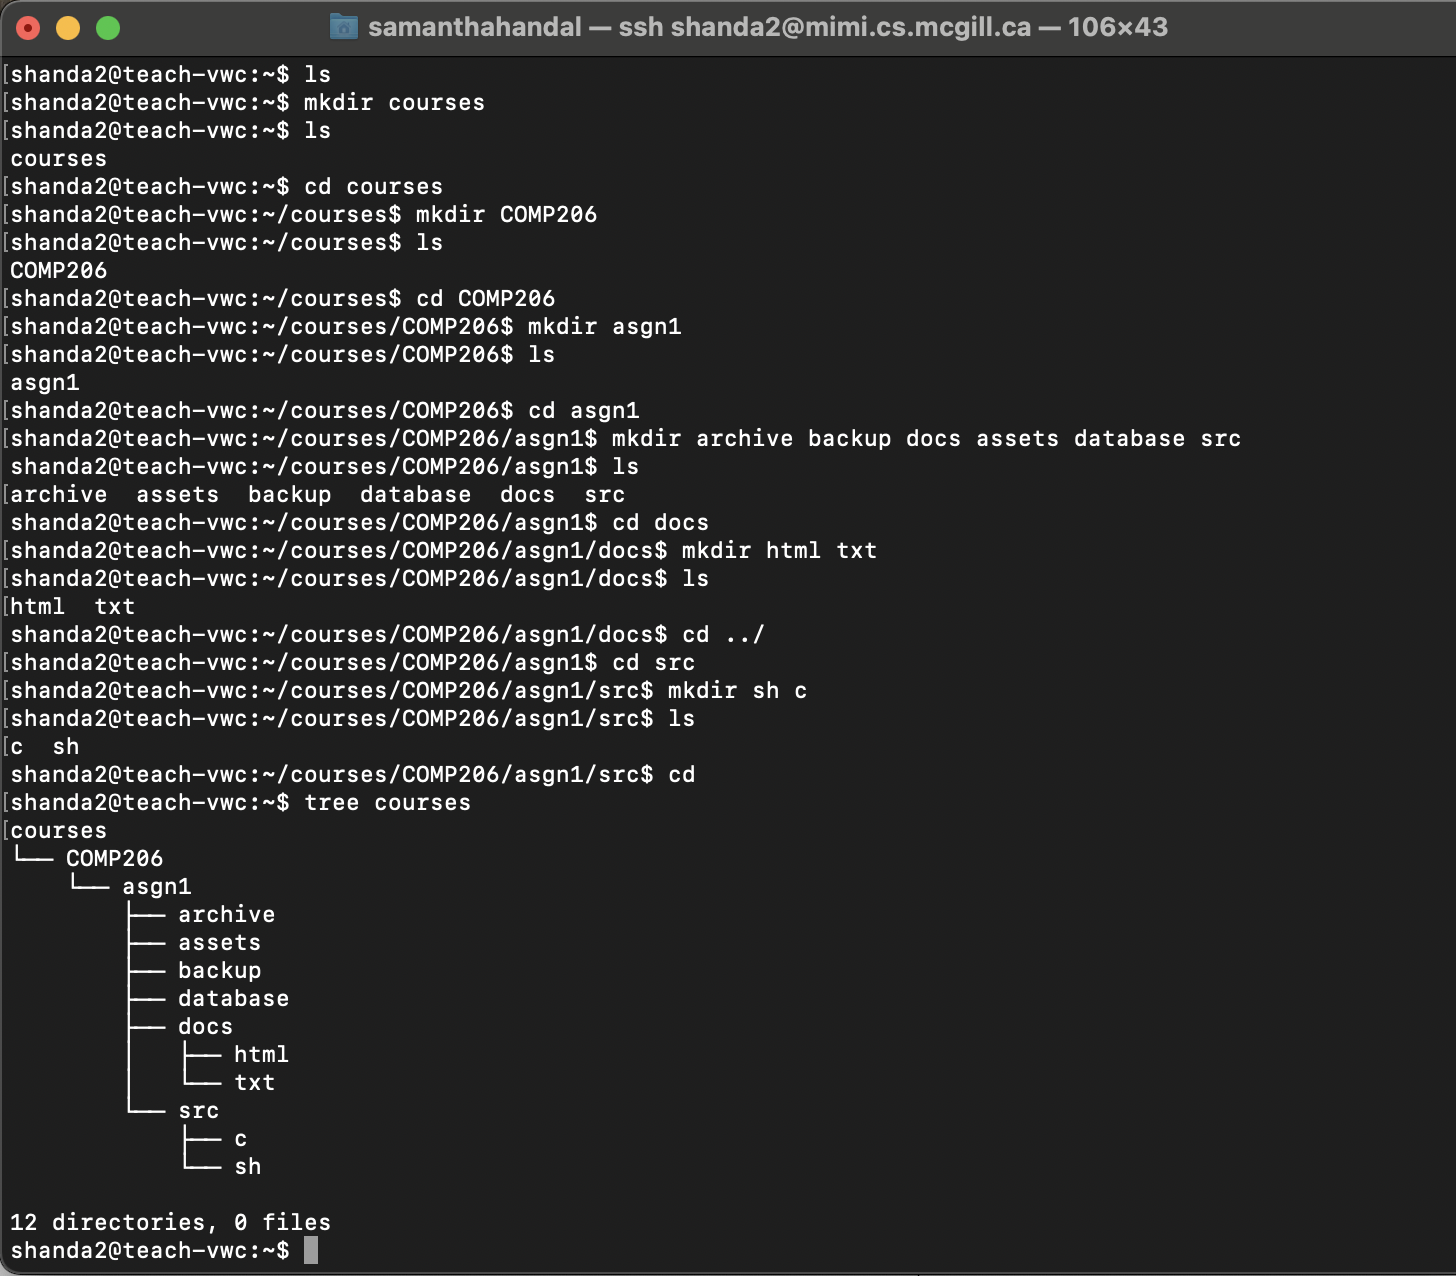 samanthahandal — ssh shanda2@mimi.cs.mcgill.ca — 106×43
[shanda2@teach-vwc:~$ ls
[shanda2@teach-vwc:~$ mkdir courses
[shanda2@teach-vwc:~$ ls
courses
[shanda2@teach-vwc:~$ cd courses
[shanda2@teach-vwc:~/courses$ mkdir COMP206
[shanda2@teach-vwc:~/courses$ ls
COMP206
[shanda2@teach-vwc:~/courses$ cd COMP206
[shanda2@teach-vwc:~/courses/COMP206$ mkdir asgn1
[shanda2@teach-vwc:~/courses/COMP206$ ls
asgn1
[shanda2@teach-vwc:~/courses/COMP206$ cd asgn1
[shanda2@teach-vwc:~/courses/COMP206/asgn1$ mkdir archive backup docs assets database src
shanda2@teach-vwc:~/courses/COMP206/asgn1$ ls
[archive  assets  backup  database  docs  src
shanda2@teach-vwc:~/courses/COMP206/asgn1$ cd docs
[shanda2@teach-vwc:~/courses/COMP206/asgn1/docs$ mkdir html txt
[shanda2@teach-vwc:~/courses/COMP206/asgn1/docs$ ls
[html  txt
shanda2@teach-vwc:~/courses/COMP206/asgn1/docs$ cd ../
[shanda2@teach-vwc:~/courses/COMP206/asgn1$ cd src
[shanda2@teach-vwc:~/courses/COMP206/asgn1/src$ mkdir sh c
[shanda2@teach-vwc:~/courses/COMP206/asgn1/src$ ls
[c  sh
shanda2@teach-vwc:~/courses/COMP206/asgn1/src$ cd
[shanda2@teach-vwc:~$ tree courses
[courses
└── COMP206
    └── asgn1
        ├── archive
        ├── assets
        ├── backup
        ├── database
        ├── docs
        │   ├── html
        │   └── txt
        └── src
            ├── c
            └── sh
12 directories, 0 files
shanda2@teach-vwc:~$